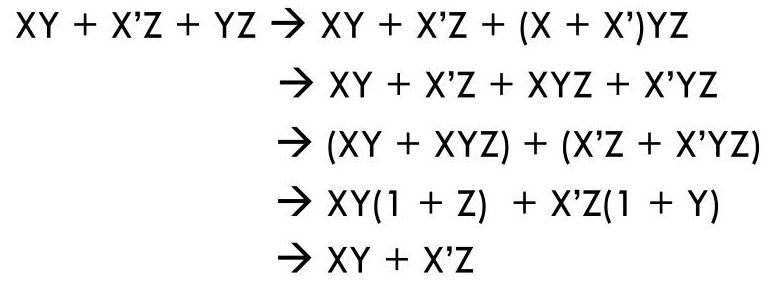 XY + X’Z + YZ → XY + X’Z + (X + X’)YZ
→ XY + X’Z + XYZ + X’YZ
→ (XY + XYZ) + (X’Z + X’YZ)
→ XY(1 + Z) + X’Z(1 + Y)
→ XY + X’Z